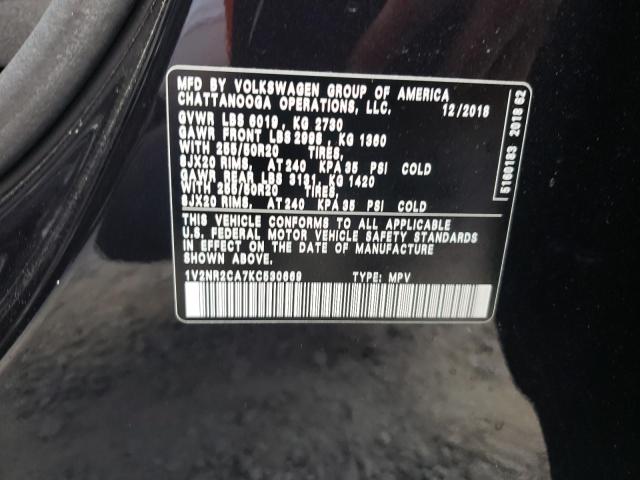 MFD BY VOLKSWAGEN GROUP OF AMERICA
CHATTANOOGA OPERATIONS, LLC. 12/2018
GVWR LBS 6019, KG 2730
GAWR FRONT LBS 2998, KG 1360
WITH 255/50R20 TIRES,
8JX20 RIMS, AT 240 KPA 35 PSI COLD
GAWR REAR LBS 3131, KG 1420
WITH 255/50R20 TIRES,
8JX20 RIMS, AT 240 KPA 35 PSI COLD
THIS VEHICLE CONFORMS TO ALL APPLICABLE
U.S. FEDERAL MOTOR VEHICLE SAFETY STANDARDS
IN EFFECT ON THE DATE OF MANUFACTURE
SHOWN ABOVE.
1V2NR2CA7KC530669 TYPE: MPV
5160183 2018 62